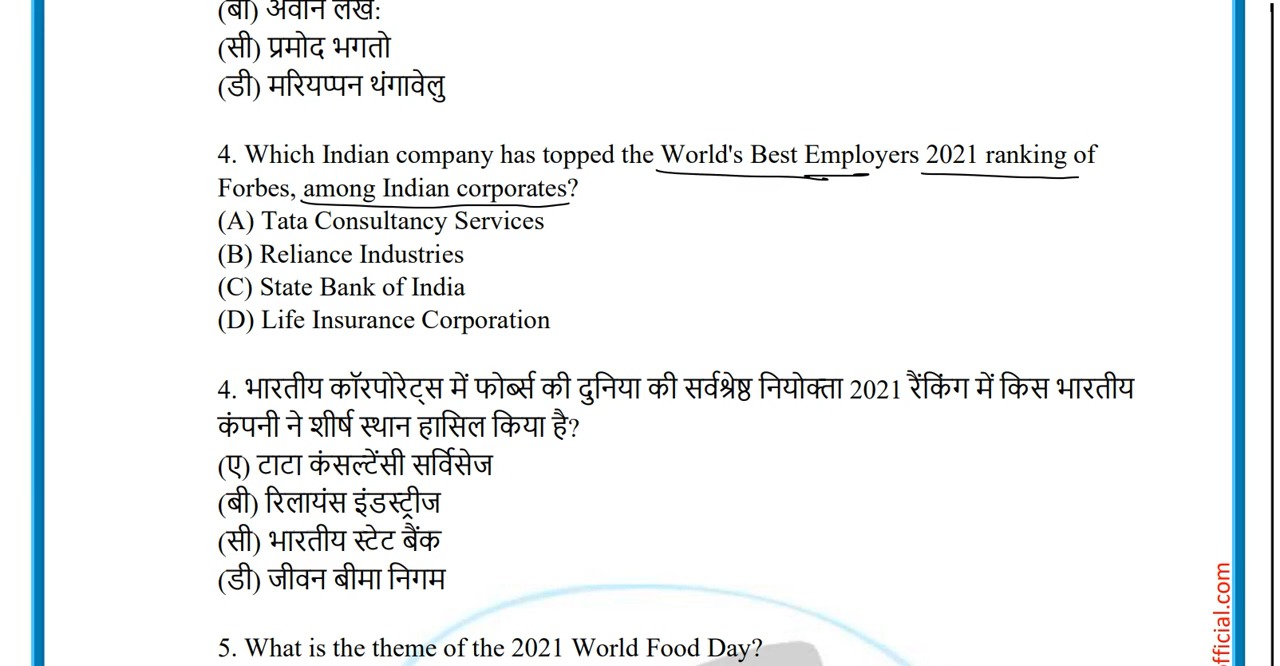 (बी) अवनि लेख:
(सी) प्रमोद भगतो
(डी) मरियप्पन थंगावेलु
4. Which Indian company has topped the World's Best Employers 2021 ranking of
Forbes, among Indian corporates?
(A) Tata Consultancy Services
(B) Reliance Industries
(C) State Bank of India
(D) Life Insurance Corporation
4. भारतीय कॉरपोरेट्स में फोर्ब्स की दुनिया की सर्वश्रेष्ठ नियोक्ता 2021 रैंकिंग में किस भारतीय
कंपनी ने शीर्ष स्थान हासिल किया है?
(ए) टाटा कंसल्टेंसी सर्विसेज
(बी) रिलायंस इंडस्ट्रीज
(सी) भारतीय स्टेट बैंक
(डी) जीवन बीमा निगम
5. What is the theme of the 2021 World Food Day?
fficial.com